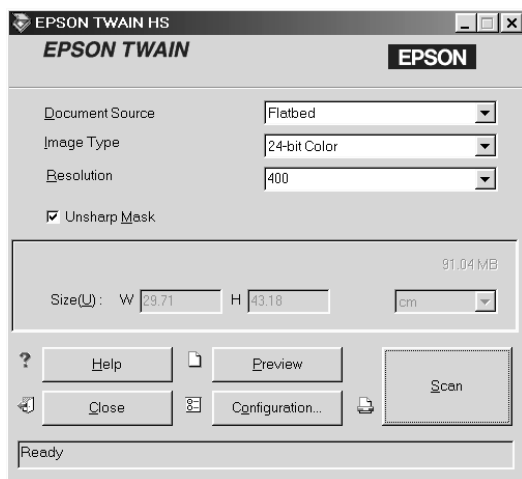 EPSON TWAIN HS
EPSON TWAIN
EPSON
Document Source Flatbed
Image Type 24-bit Color
Resolution 400
Unsharp Mask
91.04 MB
Size(U) : W 29.71 H 43.18 cm
? Help Preview
Scan
Close Configuration...
Ready